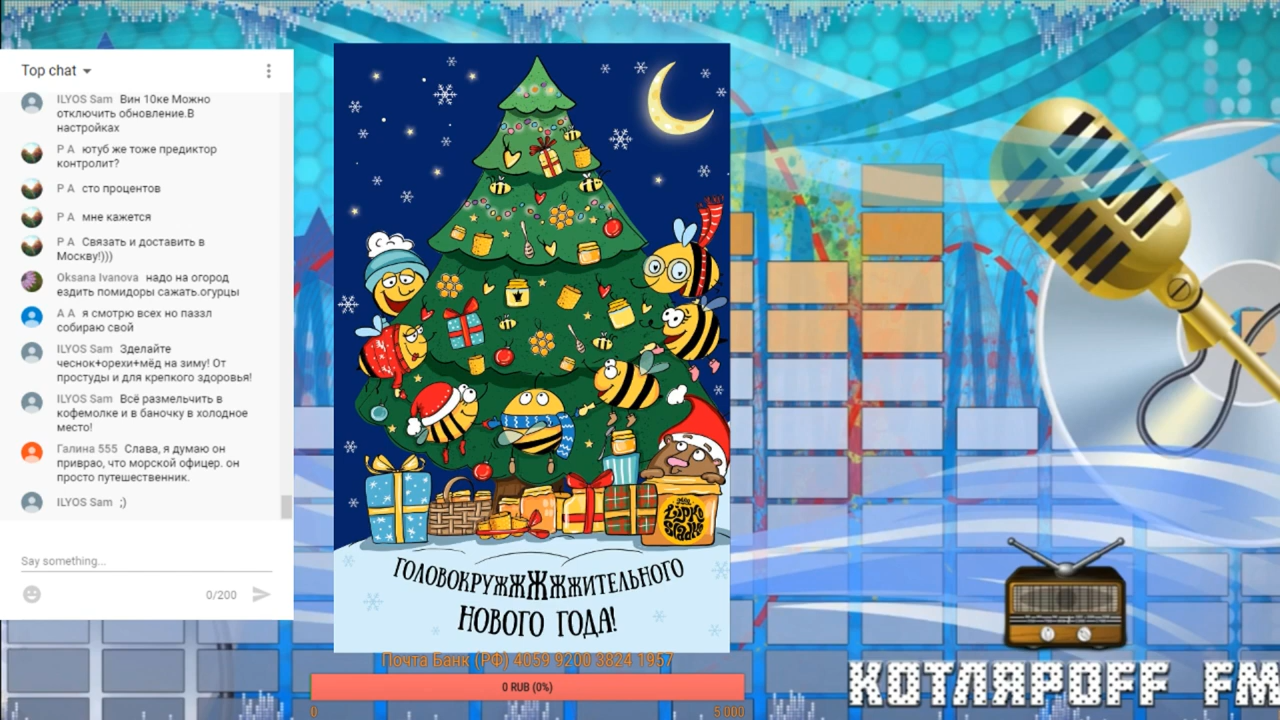 Top chat
ILYOS Sam Вин 10ке Можно
отключить обновление.В
настройках
Р А ютуб же тоже предиктор
контролит?
Р А сто процентов
Р А мне кажется
Р А Связать и доставить в
Москву!)))
Oksana Ivanova надо на огород
ездить помидоры сажать.огурцы
А А я смотрю всех но паззл
собираю свой
ILYOS Sam Зделайте
чеснок+орехи+мёд на зиму! От
простуды и для крепкого здоровья!
ILYOS Sam Всё размельчить в
кофемолке и в баночку в холодное
место!
Галина 555 Слава, я думаю он
приврао, что морской офицер. он
просто путешественник.
ILYOS Sam ;)
Say something...
0/200
ГОЛОВОКРУЖЖЖЖЖИТЕЛЬНОГО
НОВОГО ГОДА!
Почта Банк (РФ) 4059 9200 3824 1957
0 RUB (0%)
0
5 000
КОТЛЯРОFF FM